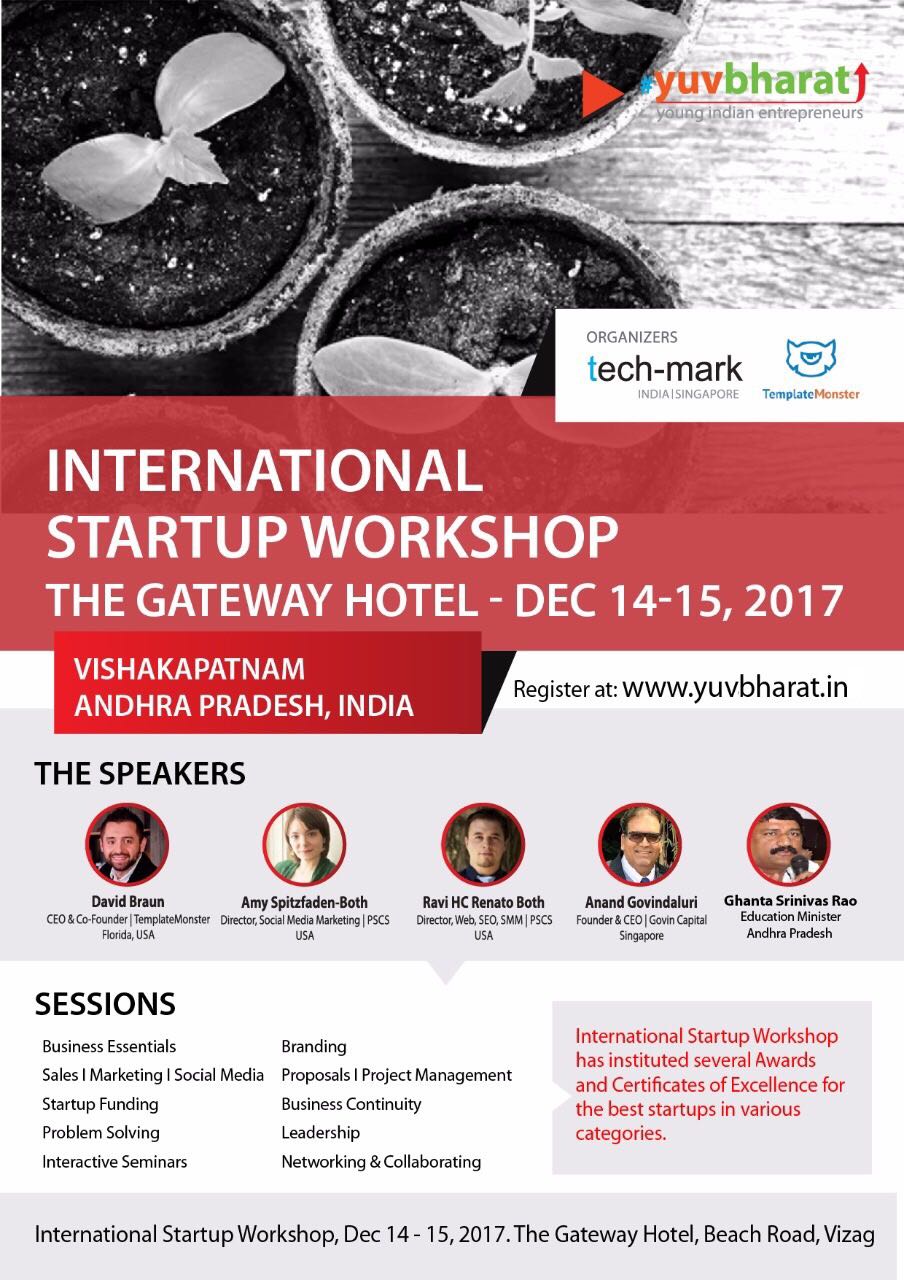 #yuvbharat
young indian entrepreneurs
ORGANIZERS
tech-mark
INDIA|SINGAPORE
TemplateMonster
INTERNATIONAL
STARTUP WORKSHOP
THE GATEWAY HOTEL - DEC 14-15, 2017
VISHAKAPATNAM
ANDHRA PRADESH, INDIA
Register at: www.yuvbharat.in
THE SPEAKERS
David Braun
CEO & Co-Founder | TemplateMonster
Florida, USA
Amy Spitzfaden-Both
Director, Social Media Marketing | PSCS
USA
Ravi HC Renato Both
Director, Web, SEO, SMM | PSCS
USA
Anand Govindaluri
Founder & CEO | Govin Capital
Singapore
Ghanta Srinivas Rao
Education Minister
Andhra Pradesh
SESSIONS
Business Essentials
Sales I Marketing I Social Media
Startup Funding
Problem Solving
Interactive Seminars
Branding
Proposals I Project Management
Business Continuity
Leadership
Networking & Collaborating
International Startup Workshop
has instituted several Awards
and Certificates of Excellence for
the best startups in various
categories.
International Startup Workshop, Dec 14 - 15, 2017. The Gateway Hotel, Beach Road, Vizag